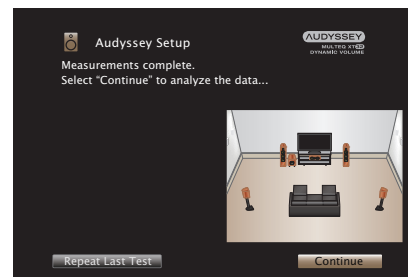 Audyssey Setup
AUDYSSEY
MULTEQ XT32
DYNAMIC VOLUME
Measurements complete.
Select “Continue” to analyze the data...
Repeat Last Test
Continue